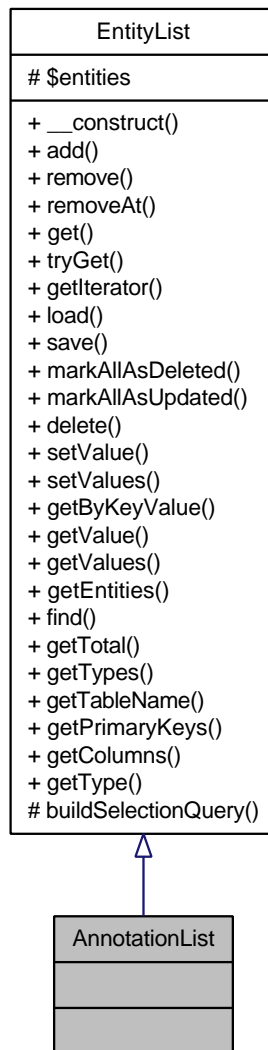 EntityList
# $entities
+ __construct()
+ add()
+ remove()
+ removeAt()
+ get()
+ tryGet()
+ getIterator()
+ load()
+ save()
+ markAllAsDeleted()
+ markAllAsUpdated()
+ delete()
+ setValue()
+ setValues()
+ getByKeyValue()
+ getValue()
+ getValues()
+ getEntities()
+ find()
+ getTotal()
+ getTypes()
+ getTableName()
+ getPrimaryKeys()
+ getColumns()
+ getType()
# buildSelectionQuery()
AnnotationList